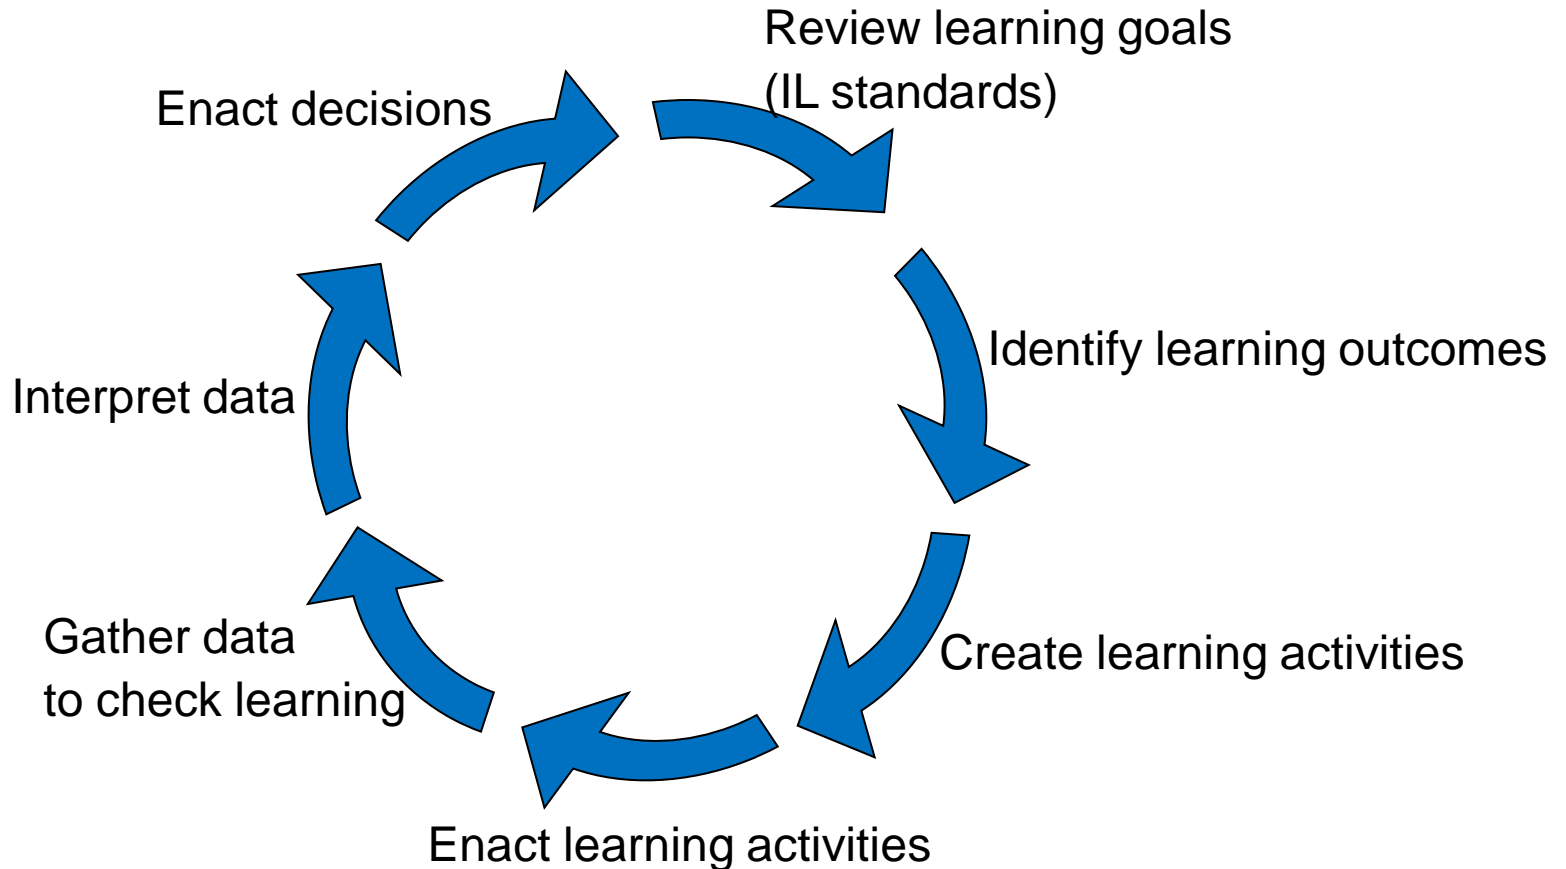 Review learning goals
(IL standards)
Enact decisions
Identify learning outcomes
Interpret data
Gather data
to check learning
Create learning activities
Enact learning activities